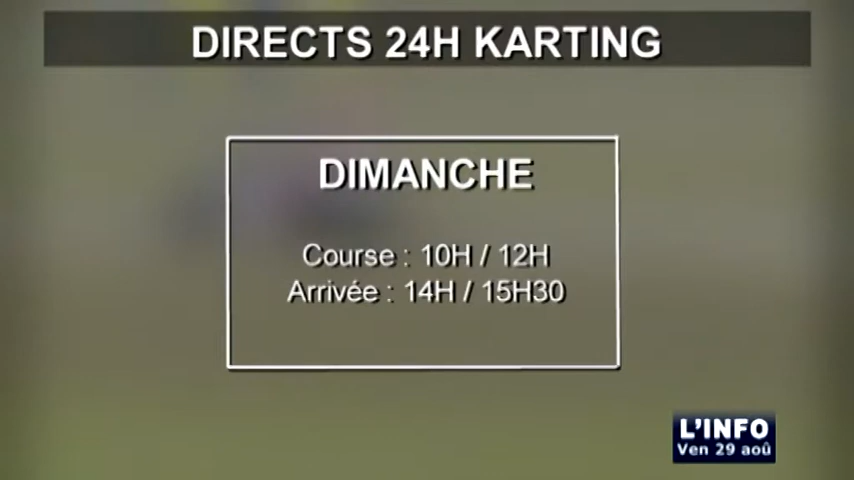 DIRECTS 24H KARTING
DIMANCHE
Course : 10H / 12H
Arrivée : 14H / 15H30
L'INFO
Ven 29 aoû